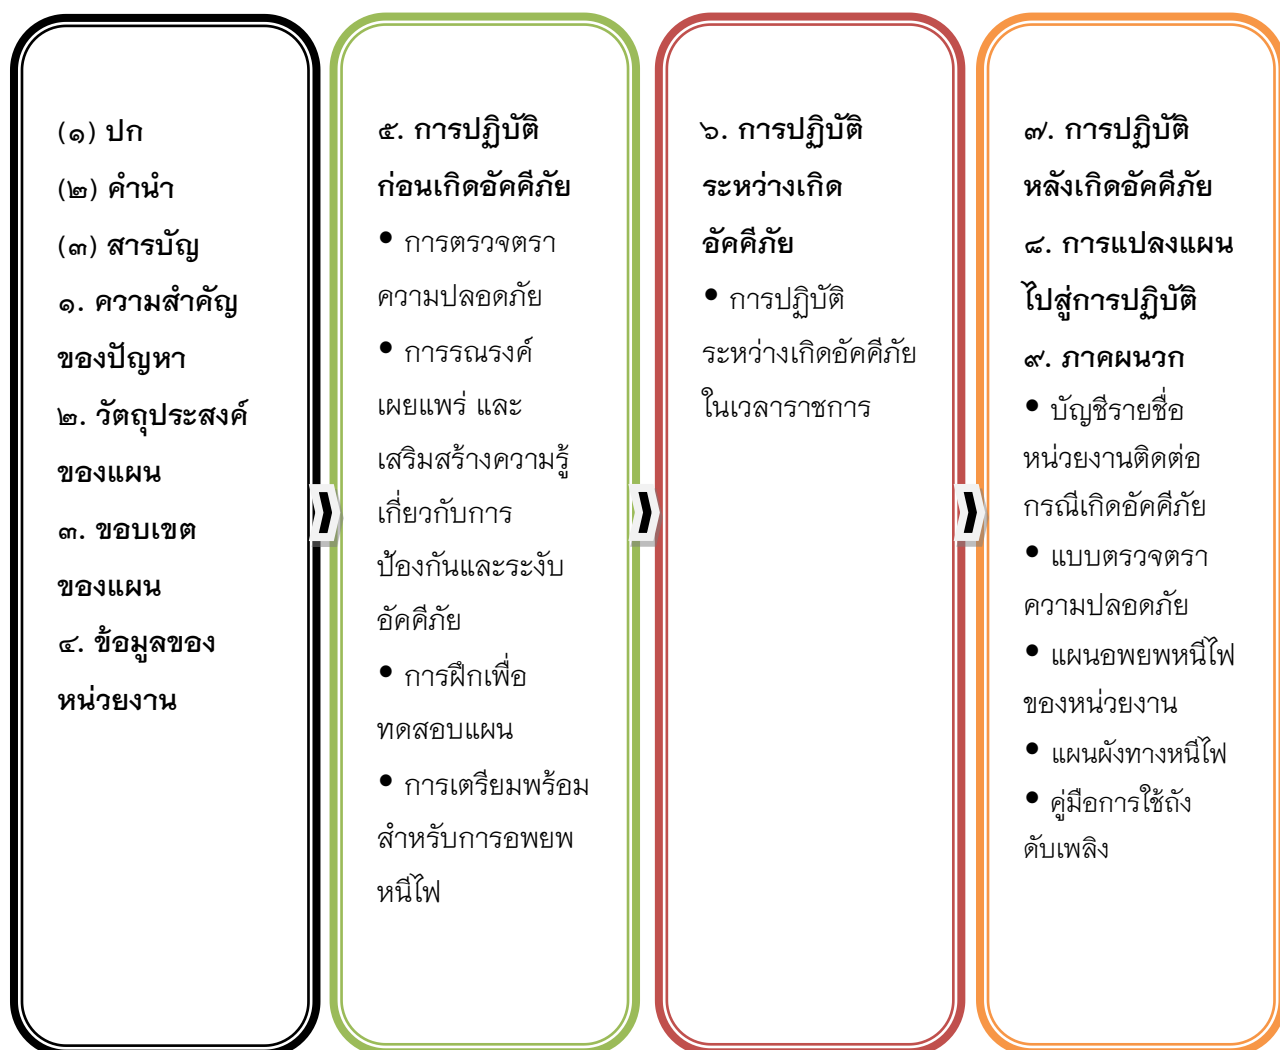 (๑) ปก
(๒) คำนำ
(๓) สารบัญ
๑. ความสำคัญ
ของปัญหา
๒. วัตถุประสงค์
ของแผน
๓. ขอบเขต
ของแผน
๔. ข้อมูลของ
หน่วยงาน
๕. การปฏิบัติ
ก่อนเกิดอัคคีภัย
• การตรวจตรา
ความปลอดภัย
• การรณรงค์
เผยแพร่ และ
เสริมสร้างความรู้
เกี่ยวกับการ
ป้องกันและระงับ
อัคคีภัย
• การฝึกเพื่อ
ทดสอบแผน
• การเตรียมพร้อม
สำหรับการอพยพ
หนีไฟ
๖. การปฏิบัติ
ระหว่างเกิด
อัคคีภัย
• การปฏิบัติ
ระหว่างเกิดอัคคีภัย
ในเวลาราชการ
๗. การปฏิบัติ
หลังเกิดอัคคีภัย
๘. การแปลงแผน
ไปสู่การปฏิบัติ
๙. ภาคผนวก
• บัญชีรายชื่อ
หน่วยงานติดต่อ
กรณีเกิดอัคคีภัย
• แบบตรวจตรา
ความปลอดภัย
• แผนอพยพหนีไฟ
ของหน่วยงาน
• แผนผังทางหนีไฟ
• คู่มือการใช้ถัง
ดับเพลิง